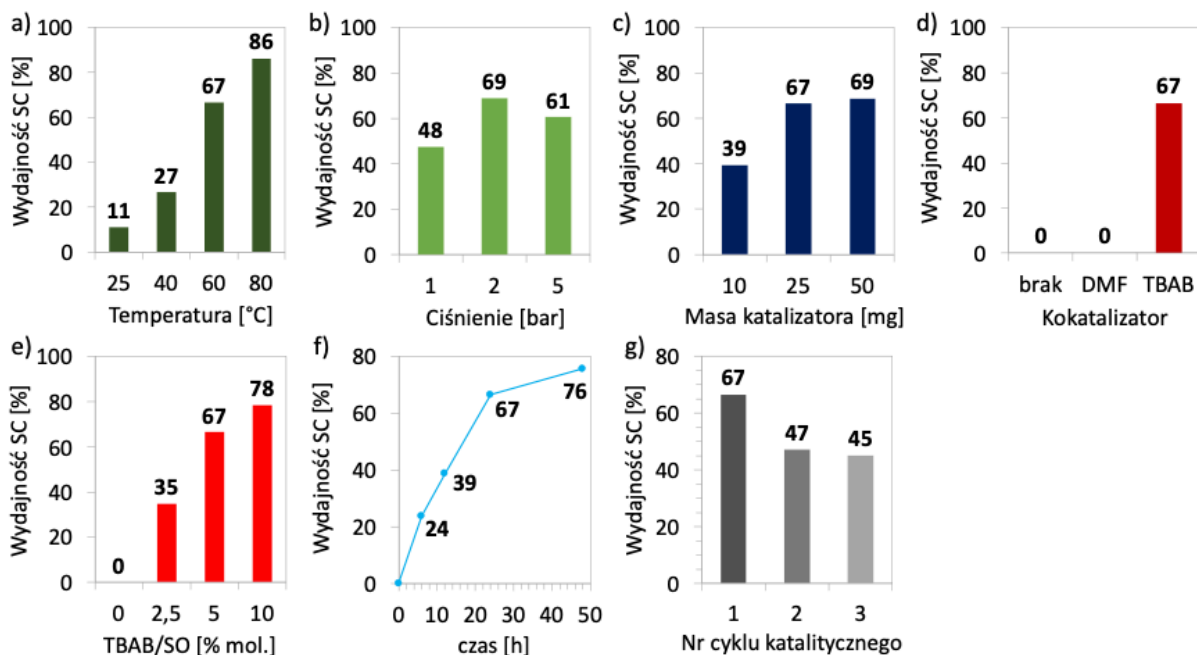 a)
Wydajność SC [%]
100
80
60
40
20
0
11
27
67
86
25 40 60 80
Temperatura [°C]
b)
Wydajność SC [%]
100
80
60
40
20
0
48
69
61
1 2 5
Ciśnienie [bar]
c)
Wydajność SC [%]
100
80
60
40
20
0
39
67
69
10 25 50
Masa katalizatora [mg]
d)
Wydajność SC [%]
100
80
60
40
20
0
0
0
67
brak DMF TBAB
Kokatalizator
e)
Wydajność SC [%]
100
80
60
40
20
0
0
35
67
78
0 2,5 5 10
TBAB/SO [% mol.]
f)
Wydajność SC [%]
80
60
40
20
0
24
39
67
76
0 10 20 30 40 50
czas [h]
g)
Wydajność SC [%]
80
60
40
20
0
67
47
45
1 2 3
Nr cyklu katalitycznego